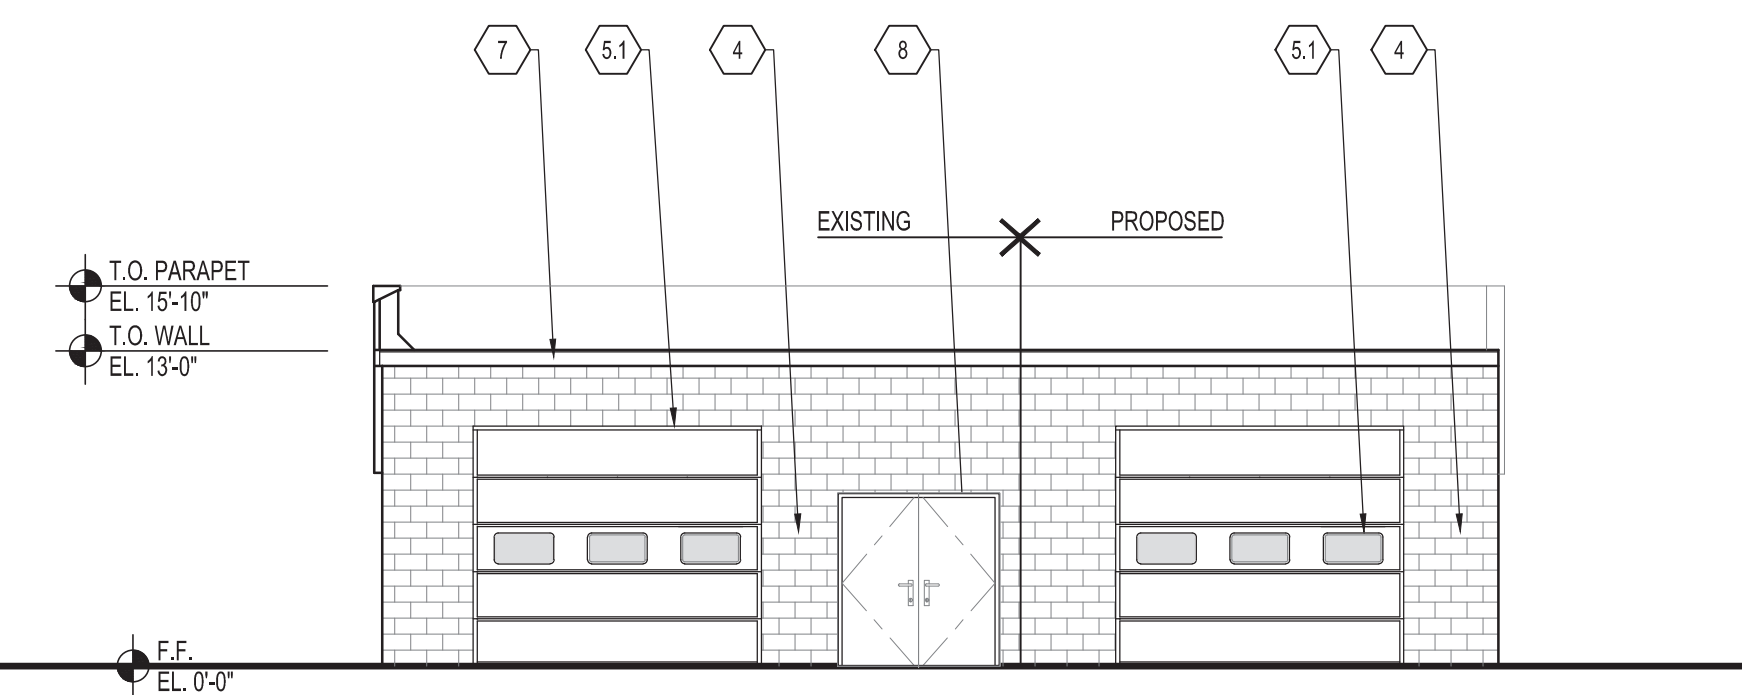 7
5.1
4
8
5.1
4
EXISTING
PROPOSED
T.O. PARAPET
EL. 15'-10"
T.O. WALL
EL. 13'-0"
F.F.
EL. 0'-0"